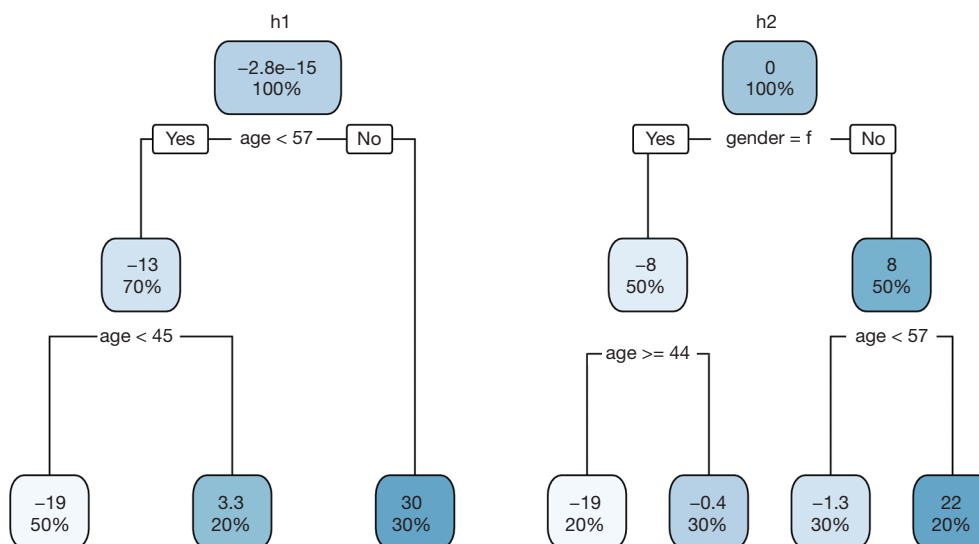 h1
−2.8e−15
100%
Yes
age < 57
No
−13
70%
age < 45
−19
50%
3.3
20%
30
30%
h2
0
100%
Yes
gender = f
No
−8
50%
8
50%
age >= 44
age < 57
−19
20%
−0.4
30%
−1.3
30%
22
20%